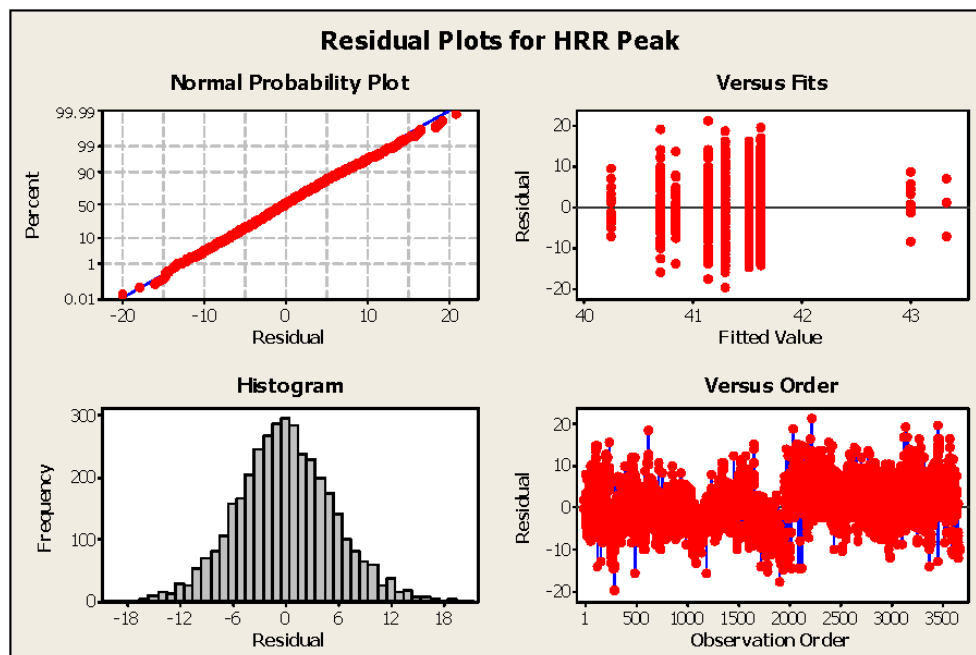 Residual Plots for HRR Peak
Normal Probability Plot
99.99
99
90
50
10
1
0.01
Percent
-20 -10 0 10 20
Residual
Versus Fits
20
10
0
-10
-20
Residual
40 41 42 43
Fitted Value
Histogram
300
200
100
0
Frequency
-18 -12 -6 0 6 12 18
Residual
Versus Order
20
10
0
-10
-20
Residual
1 500 1000 1500 2000 2500 3000 3500
Observation Order